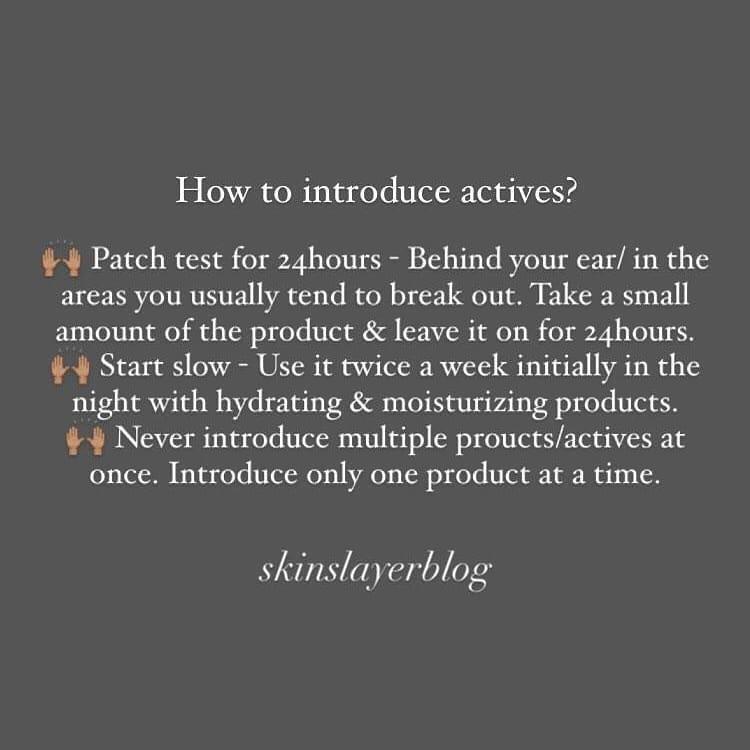 How to introduce actives?
🙌🏽 Patch test for 24hours - Behind your ear/ in the
areas you usually tend to break out. Take a small
amount of the product & leave it on for 24hours.
🙌🏽 Start slow - Use it twice a week initially in the
night with hydrating & moisturizing products.
🙌🏽 Never introduce multiple proucts/actives at
once. Introduce only one product at a time.
skinslayerblog